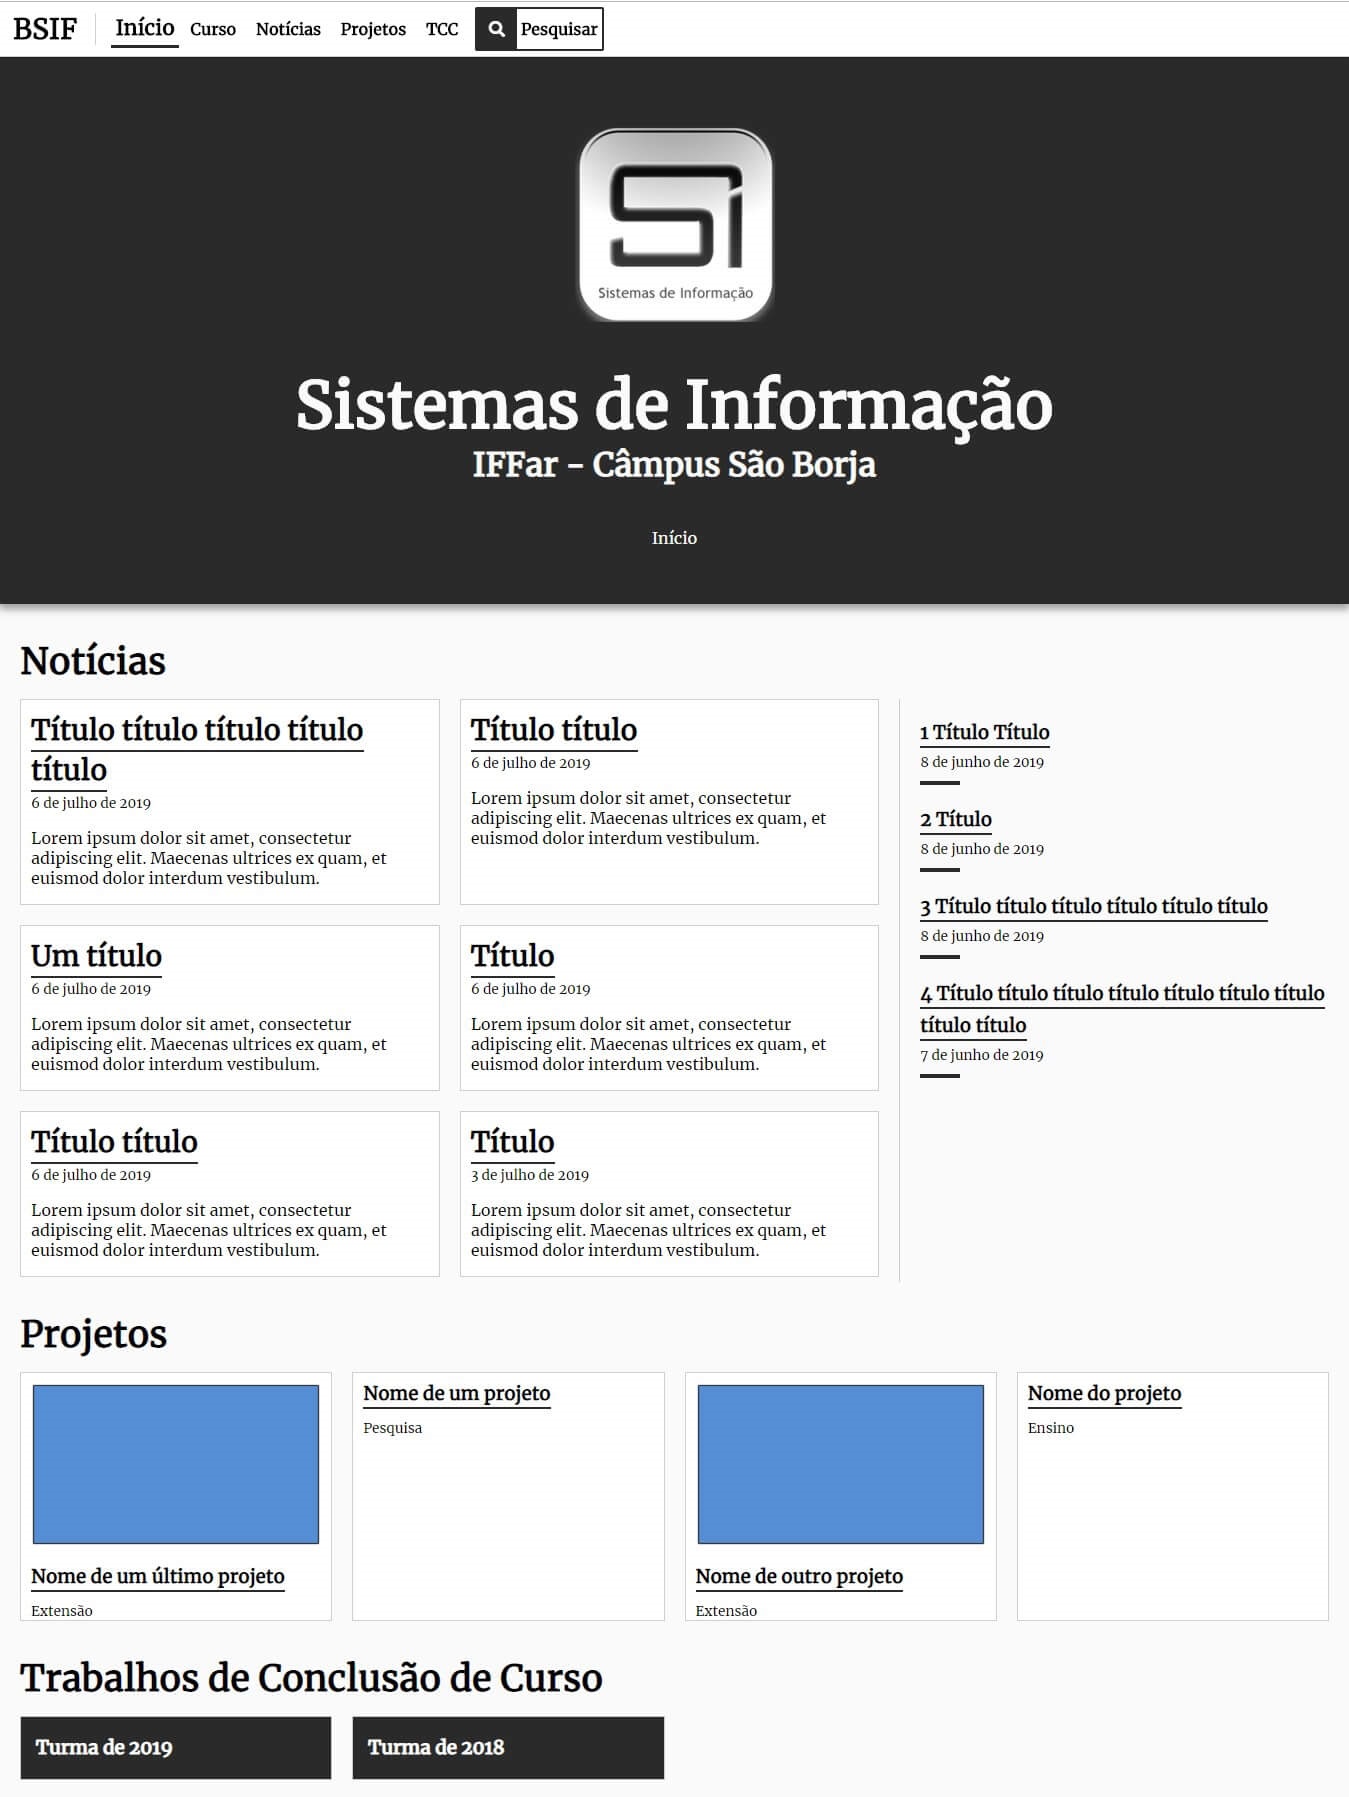 BSIF
Início
Curso
Notícias
Projetos
TCC
Pesquisar
Si
Sistemas de Informação
Sistemas de Informação
IFFar - Câmpus São Borja
Início
Notícias
Título título título título
título
6 de julho de 2019
Lorem ipsum dolor sit amet, consectetur
adipiscing elit. Maecenas ultrices ex quam, et
euismod dolor interdum vestibulum.
Título título
6 de julho de 2019
Lorem ipsum dolor sit amet, consectetur
adipiscing elit. Maecenas ultrices ex quam, et
euismod dolor interdum vestibulum.
Um título
6 de julho de 2019
Lorem ipsum dolor sit amet, consectetur
adipiscing elit. Maecenas ultrices ex quam, et
euismod dolor interdum vestibulum.
Título
6 de julho de 2019
Lorem ipsum dolor sit amet, consectetur
adipiscing elit. Maecenas ultrices ex quam, et
euismod dolor interdum vestibulum.
Título título
6 de julho de 2019
Lorem ipsum dolor sit amet, consectetur
adipiscing elit. Maecenas ultrices ex quam, et
euismod dolor interdum vestibulum.
Título
3 de julho de 2019
Lorem ipsum dolor sit amet, consectetur
adipiscing elit. Maecenas ultrices ex quam, et
euismod dolor interdum vestibulum.
1 Título Título
8 de junho de 2019
2 Título
8 de junho de 2019
3 Título título título título título título
8 de junho de 2019
4 Título título título título título título título
título título
7 de junho de 2019
Projetos
Nome de um último projeto
Extensão
Nome de um projeto
Pesquisa
Nome de outro projeto
Extensão
Nome do projeto
Ensino
Trabalhos de Conclusão de Curso
Turma de 2019
Turma de 2018